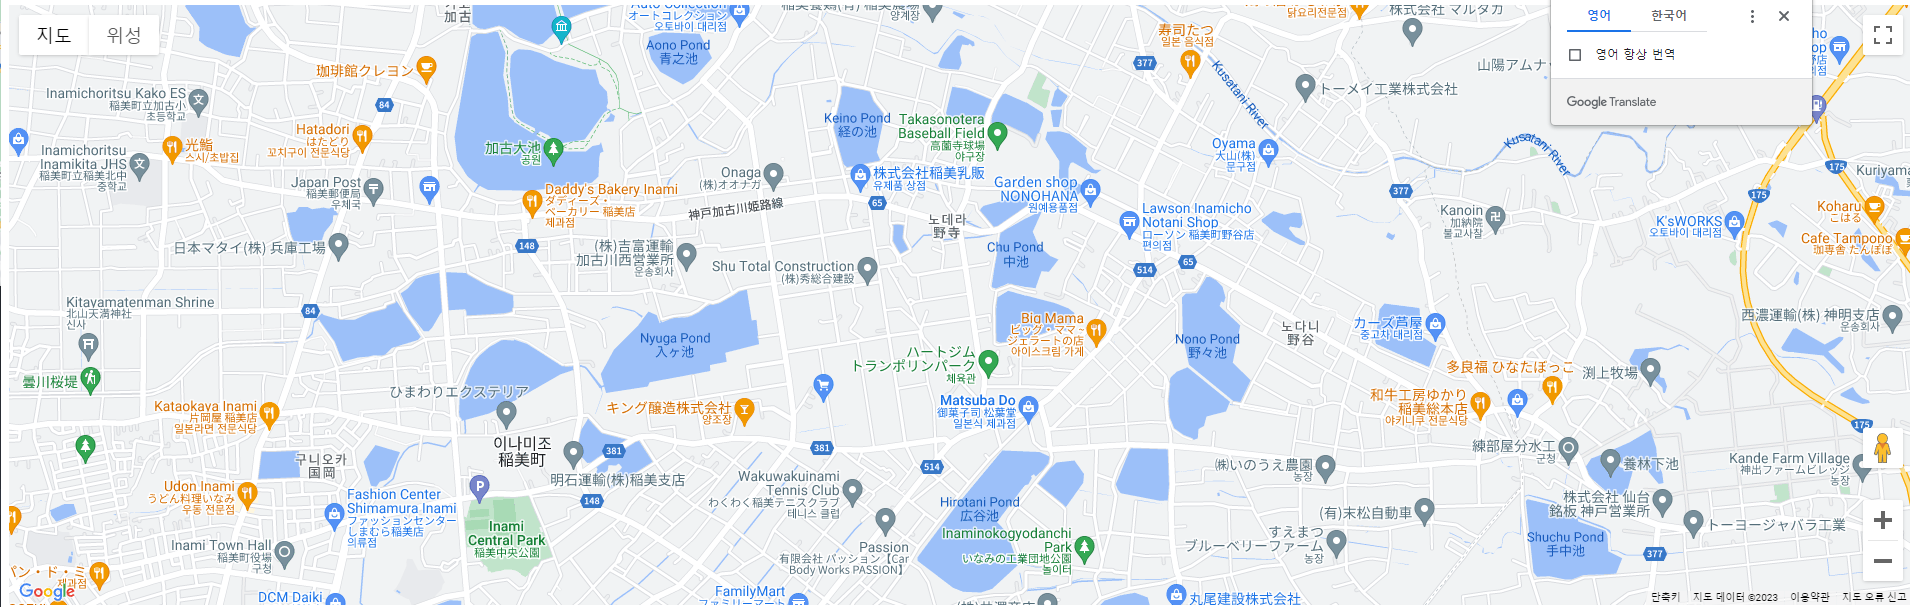 지도
위성
加古
オートコレクション
오토바이 대리점
양계장
Aono Pond
青之池
寿司たつ
일본 음식점
닭요리전문점
株式会社 マルタカ
영어
한국어
영어 항상 번역
Google Translate
377
Kusatani River
山陽アムナッ
トーメイ工業株式会社
珈琲館クレヨン
84
Inamichoritsu Kako ES
稲美町立加古小
초등학교
Hatadori
はたどり
꼬치구이 전문식당
光鮨
스시/초밥집
Inamichoritsu
Inamikita JHS
稲美町立稲美北中
중학교
加古大池
공원
Keino Pond
経の池
Takasonotera
Baseball Field
高薗寺球場
야구장
Oyama
大山(株)
문구점
Kusatani River
175
Kuriyama
Japan Post
稲美郵便局
우체국
Daddy's Bakery Inami
ダディーズ・
ベーカリー 稲美店
제과점
Onaga
(株)オオナガ
株式会社稲美乳販
유제품 상점
65
神戸加古川姫路線
노데라
野寺
Garden shop
NONOHANA
원예용품점
Lawson Inamicho
Notani Shop
ローソン 稲美町野谷店
편의점
377
Kanoin
加納院
불교사찰
175
K'sWORKS
오토바이 대리점
Koharu
こはる
Cafe Tampopo
珈専舎 たんぽぽ
日本マタイ(株) 兵庫工場
148
(株)吉富運輸
加古川西営業所
운송회사
Shu Total Construction
(株)秀総合建設
Chu Pond
中池
514
65
Kitayamatenman Shrine
北山天満神社
신사
84
Nyuga Pond
入ヶ池
Big Mama
ビッグ・ママ~
ジェラートの店
아이스크림 가게
Nono Pond
野々池
노다니
野谷
カーズ芦屋
중고차 대리점
西濃運輸(株) 神明支店
운송회사
曇川桜堤
ひまわりエクステリア
ハートジム
トランポリンパーク
체육관
多良福 ひなたぼっこ
渕上牧場
Kataokaya Inami
片岡屋 稲美店
일본라면 전문식당
キング醸造株式会社
양조장
Matsuba Do
御菓子司 松葉堂
일본식 제과점
和牛工房ゆかり
稲美総本店
야키니쿠 전문식당
175
이나미조
稲美町
381
381
514
練部屋分水工
군청
구니오카
国岡
明石運輸(株)稲美支店
148
Wakuwakuinami
Tennis Club
わくわく稲美テニスクラブ
테니스 클럽
㈱いのうえ農園
농장
養林下池
Kande Farm Village
神出ファームビレッジ
농장
Udon Inami
うどん料理いなみ
우동 전문점
Fashion Center
Shimamura Inami
ファッションセンター
しまむら稲美店
의류점
P
Inami
Central Park
稲美中央公園
Hirotani Pond
広谷池
(有)末松自動車
株式会社 仙台
銘板 神戸営業所
トーヨージャバラ工業
Inami Town Hall
稲美町役場
구청
Passion
有限会社 パッション【Car
Body Works PASSION】
Inaminokogyodanchi
Park
いなみの工業団地公園
놀이터
すえまつ
ブルーベリーファーム
농장
Shuchu Pond
手中池
377
パン・ド・ミ
제과점
Google
DCM Daiki
FamilyMart
ファミリーマート
丸尾建設株式会社
단축키
지도 데이터 ©2023
이용약관
지도 오류 신고